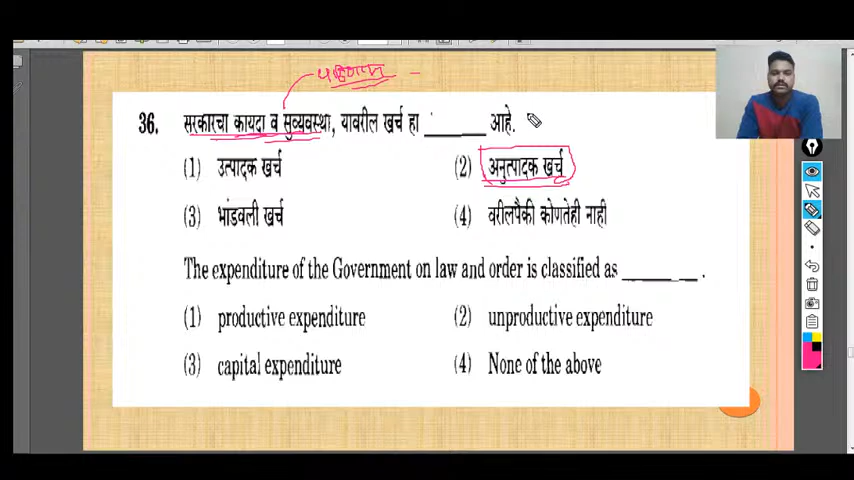 36. सरकारचा कायदा व सुव्यवस्था, यावरील खर्च हा ______ आहे.
(1) उत्पादक खर्च (2) अनुत्पादक खर्च
(3) भांडवली खर्च (4) वरीलपैकी कोणतेही नाही
The expenditure of the Government on law and order is classified as ______ __ .
(1) productive expenditure (2) unproductive expenditure
(3) capital expenditure (4) None of the above